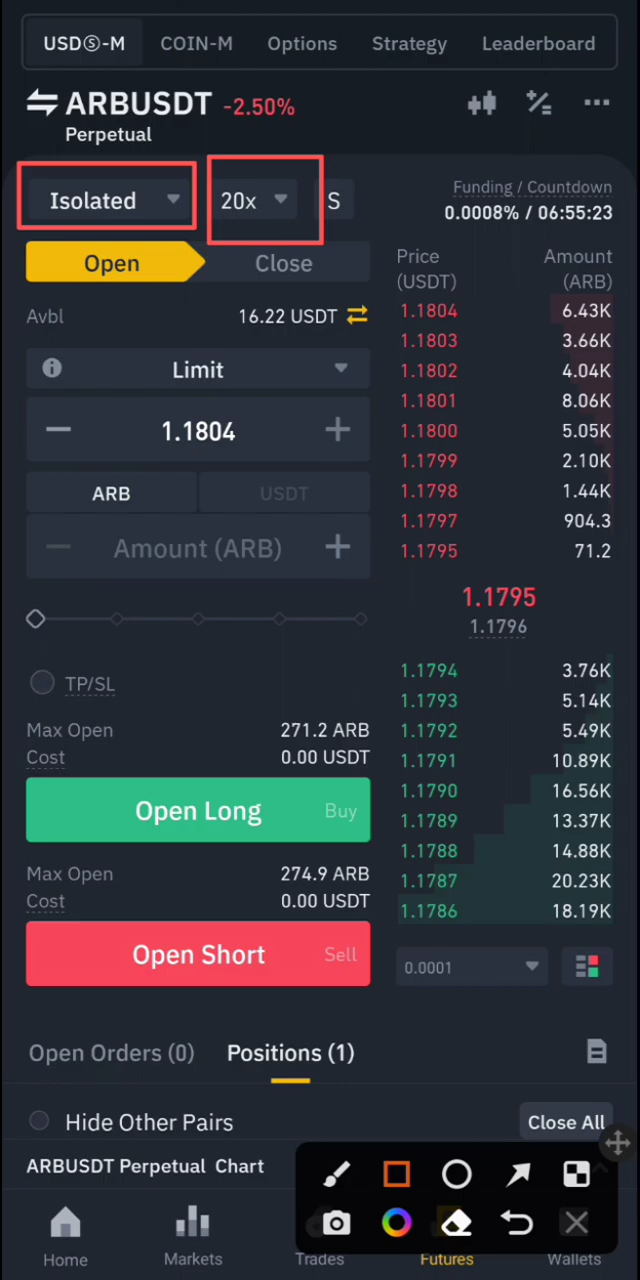 USDⓈ-M COIN-M Options Strategy Leaderboard
ARBUSDT -2.50%
Perpetual
Isolated 20x S
Funding / Countdown
0.0008% / 06:55:23
Open Close
Avbl 16.22 USDT
Limit
1.1804
ARB USDT
Amount (ARB)
TP/SL
Max Open 271.2 ARB
Cost 0.00 USDT
Open Long Buy
Max Open 274.9 ARB
Cost 0.00 USDT
Open Short Sell
Price Amount
(USDT) (ARB)
1.1804 6.43K
1.1803 3.66K
1.1802 4.04K
1.1801 8.06K
1.1800 5.05K
1.1799 2.10K
1.1798 1.44K
1.1797 904.3
1.1795 71.2
1.1795
1.1796
1.1794 3.76K
1.1793 5.14K
1.1792 5.49K
1.1791 10.89K
1.1790 16.56K
1.1789 13.37K
1.1788 14.88K
1.1787 20.23K
1.1786 18.19K
0.0001
Open Orders (0) Positions (1)
Hide Other Pairs Close All
ARBUSDT Perpetual Chart
Home Markets Trades Futures Wallets